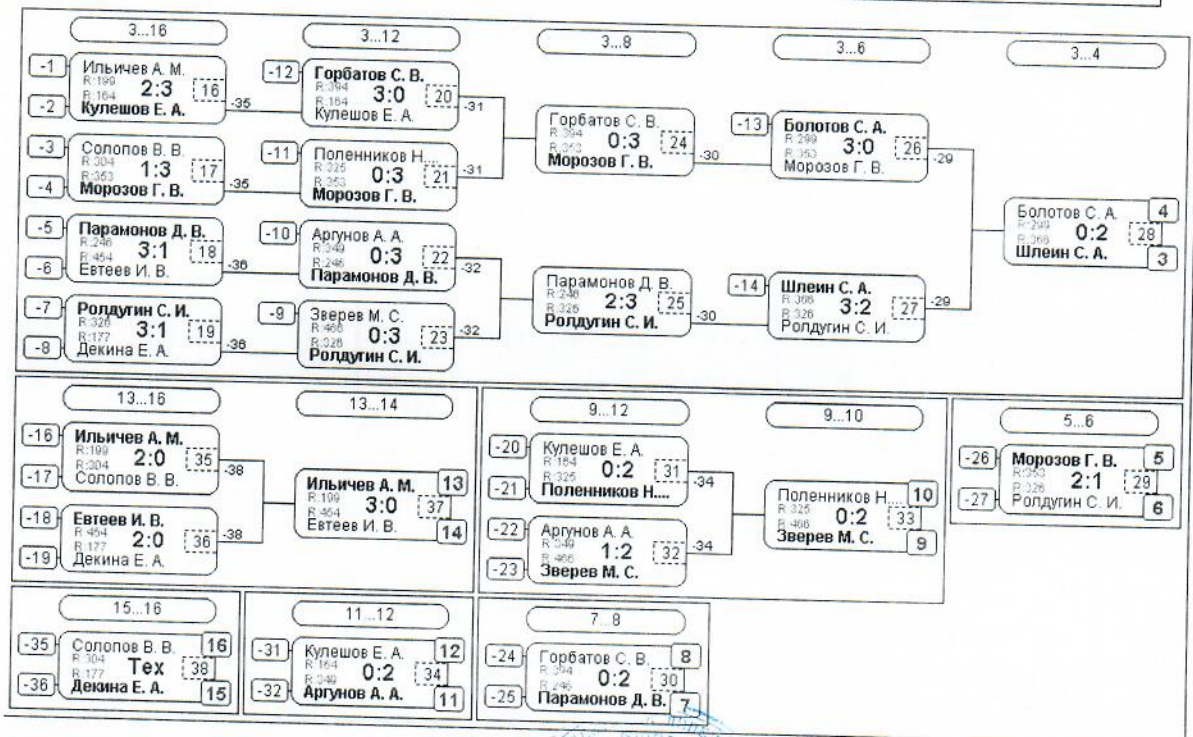 3...16
3...12
3...8
3...6
3...4
-1 Ильичев А. М.
R:199 2:3 16
R:164
-2 Кулешов Е. А.
-35
-3 Солопов В. В.
R:304 1:3 17
R:353
-4 Морозов Г. В.
-35
-5 Парамонов Д. В.
R:246 3:1 18
R:454
-6 Евтеев И. В.
-36
-7 Ролдугин С. И.
R:326 3:1 19
R:177
-8 Декина Е. А.
-36
-12 Горбатов С. В.
R:394 3:0 20
R:164
Кулешов Е. А.
-31
-11 Поленников Н....
R:325 0:3 21
R:353
Морозов Г. В.
-31
-10 Аргунов А. А.
R:349 0:3 22
R:246
Парамонов Д. В.
-32
-9 Зверев М. С.
R:466 0:3 23
R:326
Ролдугин С. И.
-32
Горбатов С. В.
R:394 0:3 24
R:353
Морозов Г. В.
-30
Парамонов Д. В.
R:246 2:3 25
R:326
Ролдугин С. И.
-30
-13 Болотов С. А.
R:299 3:0 26
R:353
Морозов Г. В.
-29
-14 Шлеин С. А.
R:366 3:2 27
R:326
Ролдугин С. И.
-29
Болотов С. А. 4
R:299 0:2 28
R:366
Шлеин С. А. 3
13...16
13...14
-16 Ильичев А. М.
R:199 2:0 35
R:304
-17 Солопов В. В.
-38
-18 Евтеев И. В.
R:454 2:0 36
R:177
-19 Декина Е. А.
-38
Ильичев А. М. 13
R:199 3:0 37
R:454
Евтеев И. В. 14
9...12
9...10
-20 Кулешов Е. А.
R:164 0:2 31
R:325
-21 Поленников Н....
-34
-22 Аргунов А. А.
R:349 1:2 32
R:466
-23 Зверев М. С.
-34
Поленников Н.... 10
R:325 0:2 33
R:466
Зверев М. С. 9
5...6
-26 Морозов Г. В. 5
R:353 2:1 29
R:326
-27 Ролдугин С. И. 6
15...16
-35 Солопов В. В. 16
R:304 Тех 38
R:177
-36 Декина Е. А. 15
11...12
-31 Кулешов Е. А. 12
R:164 0:2 34
R:349
-32 Аргунов А. А. 11
7...8
-24 Горбатов С. В. 8
R:394 0:2 30
R:246
-25 Парамонов Д. В. 7